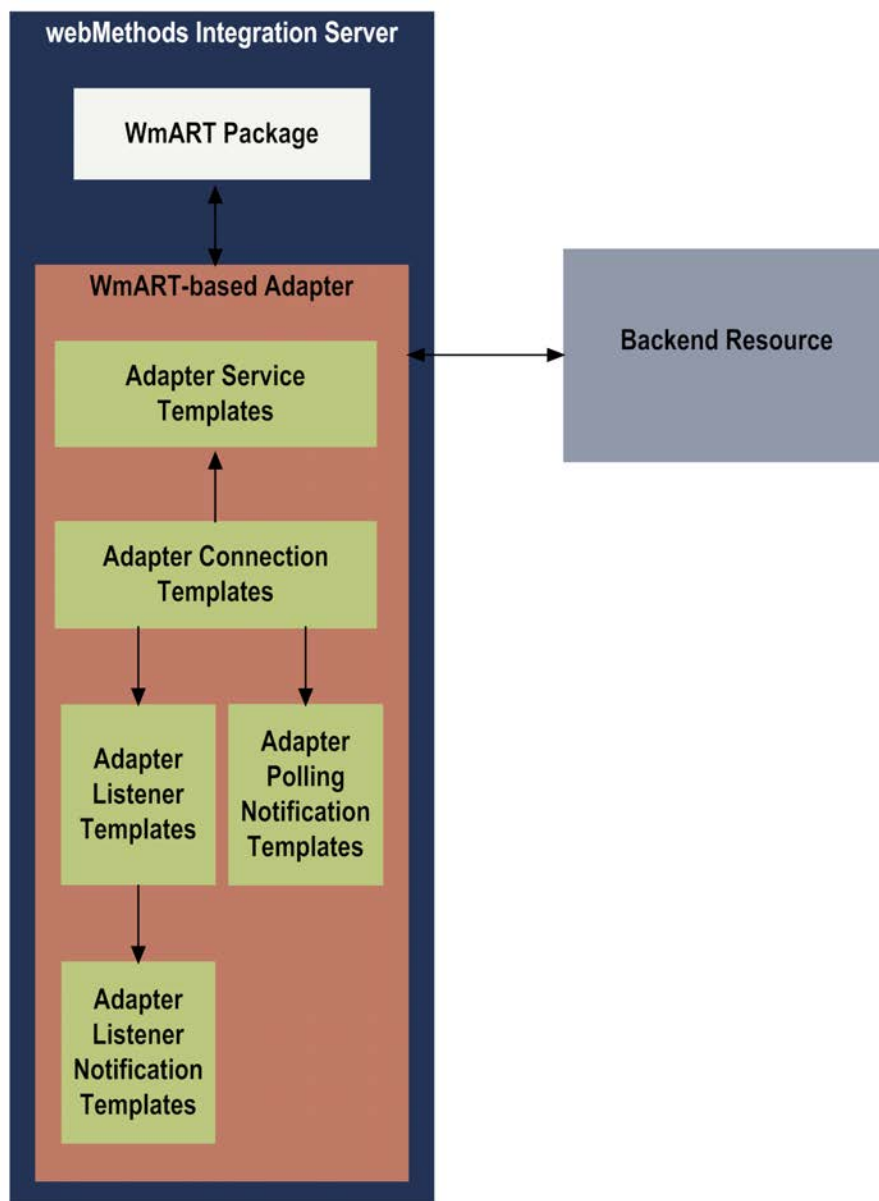 webMethods Integration Server
WmART Package
WmART-based Adapter
Adapter Service
Templates
Backend Resource
Adapter Connection
Templates
Adapter
Listener
Templates
Adapter
Polling
Notification
Templates
Adapter
Listener
Notification
Templates